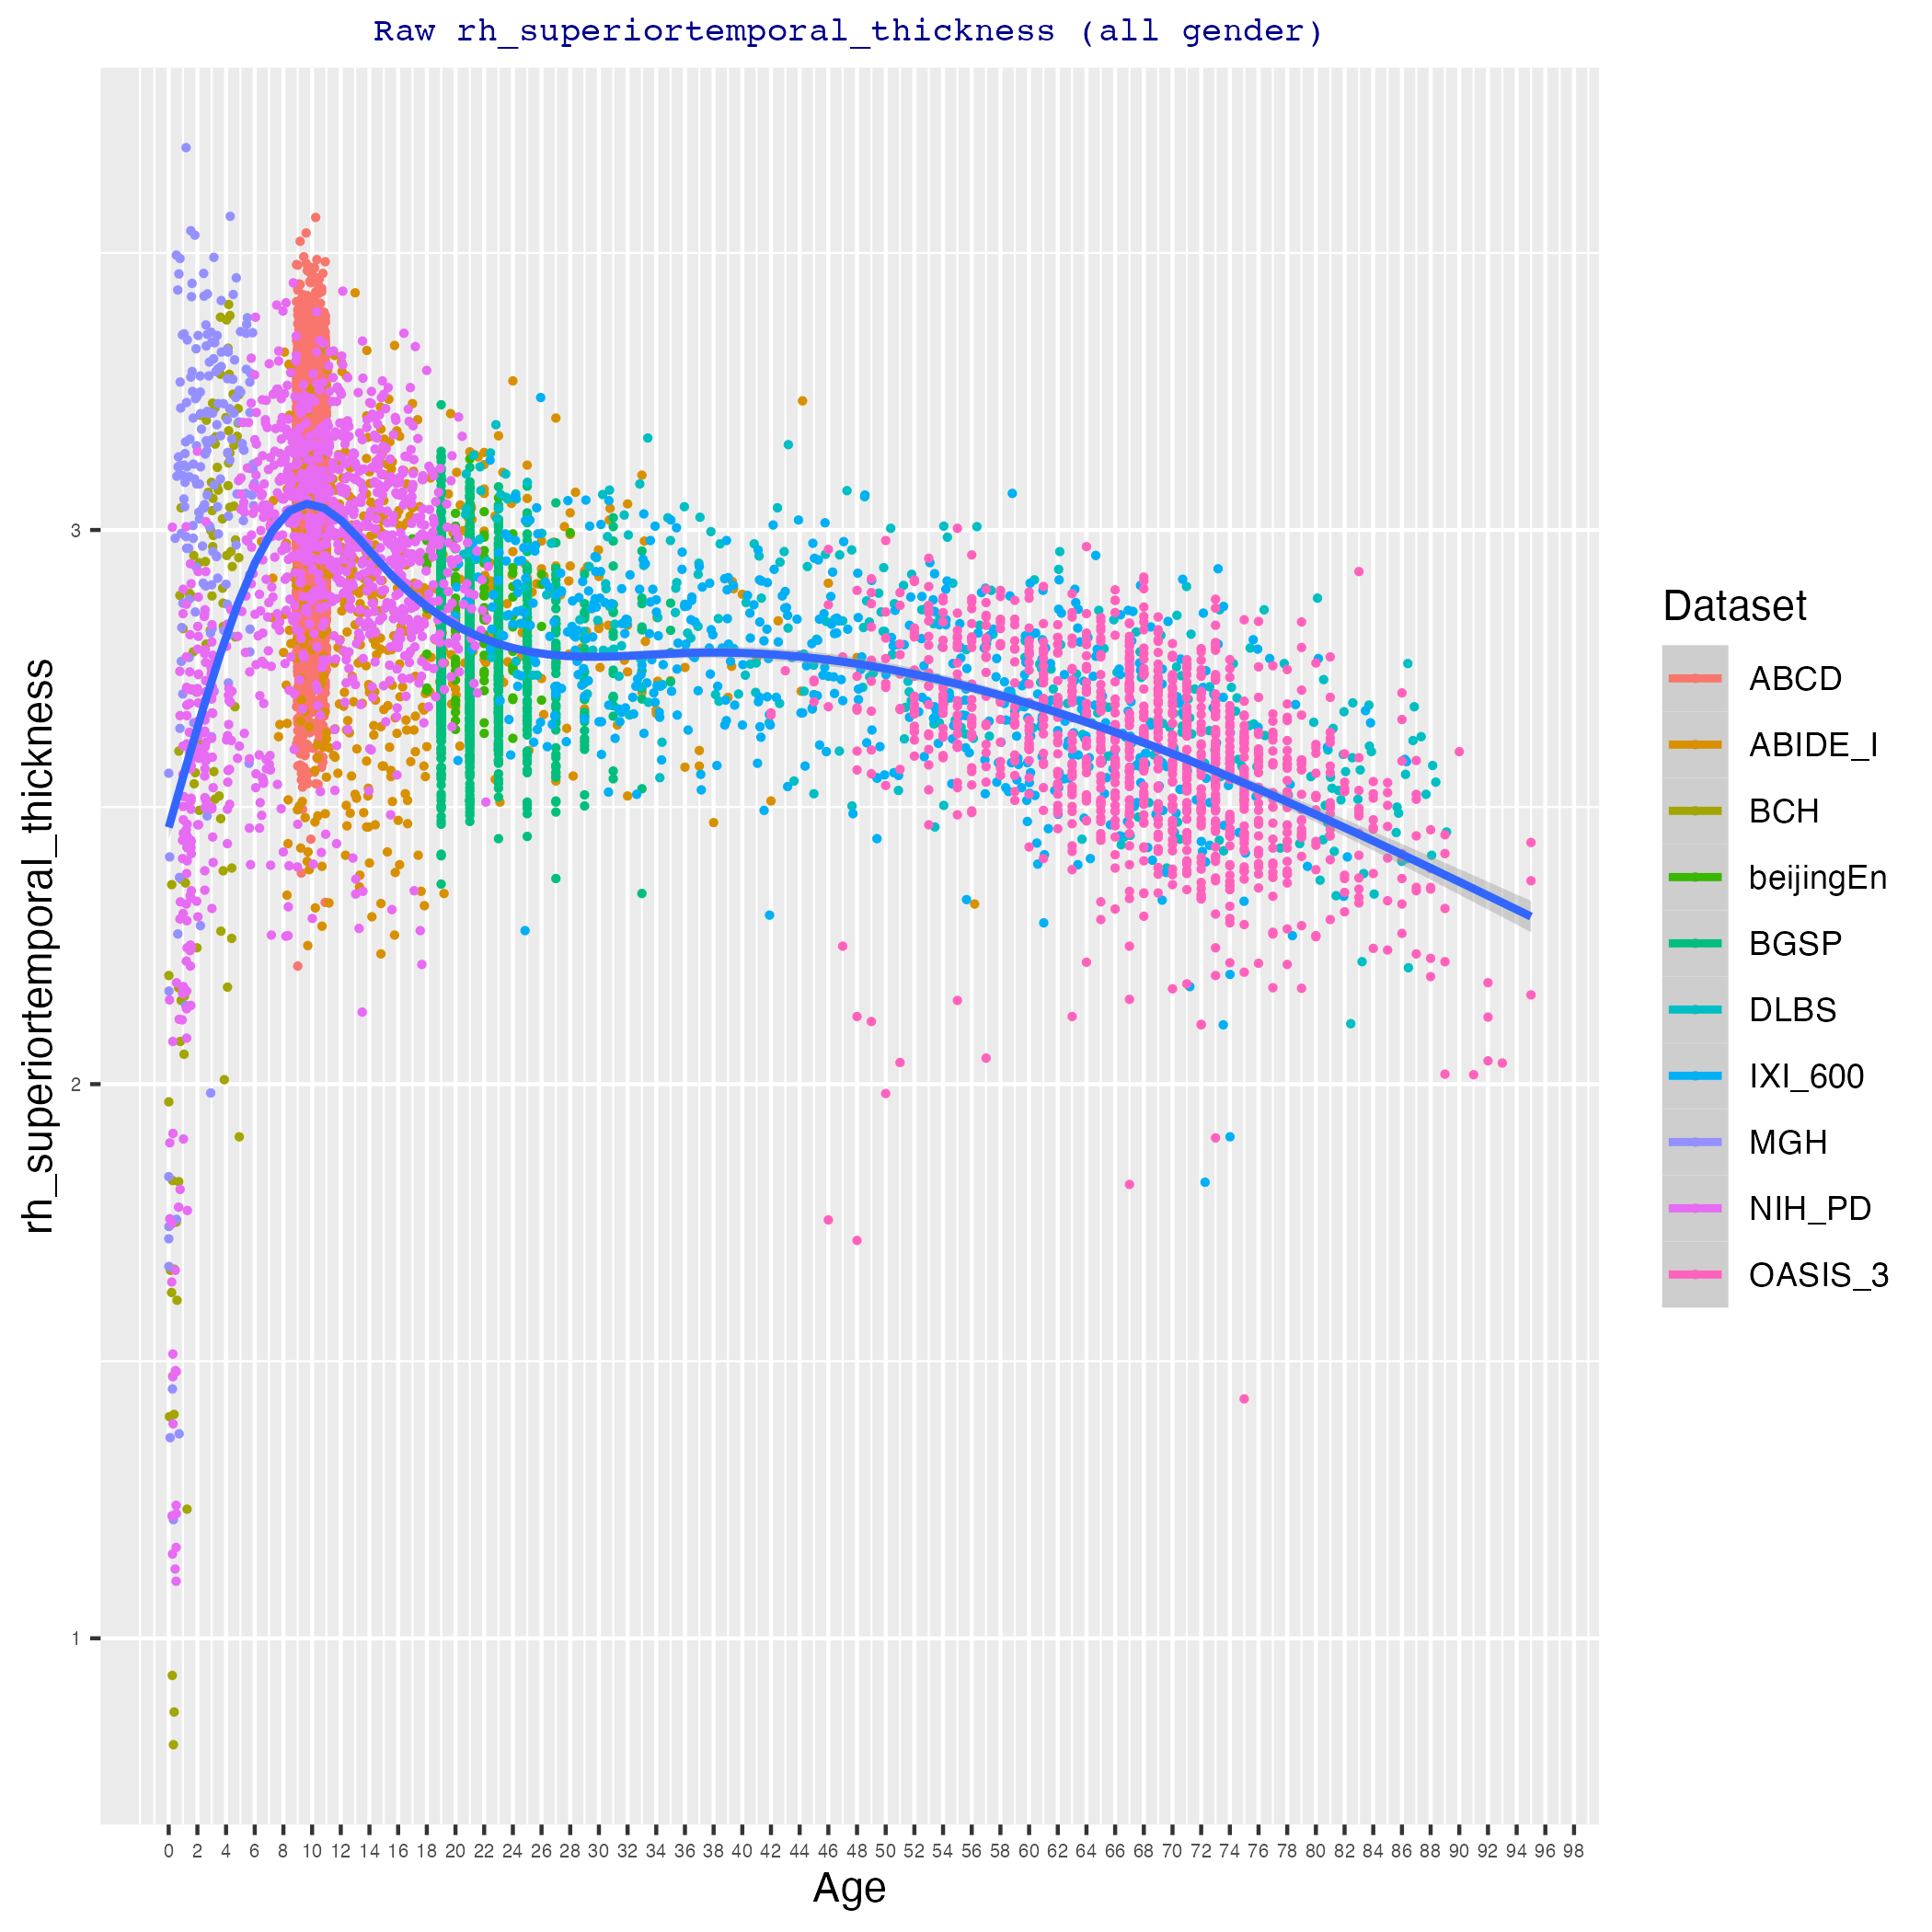 Raw rh_superiortemporal_thickness (all gender)
rh_superiortemporal_thickness
3
2
1
0 2 4 6 8 10 12 14 16 18 20 22 24 26 28 30 32 34 36 38 40 42 44 46 48 50 52 54 56 58 60 62 64 66 68 70 72 74 76 78 80 82 84 86 88 90 92 94 96 98
Age
Dataset
ABCD
ABIDE_I
BCH
beijingEn
BGSP
DLBS
IXI_600
MGH
NIH_PD
OASIS_3